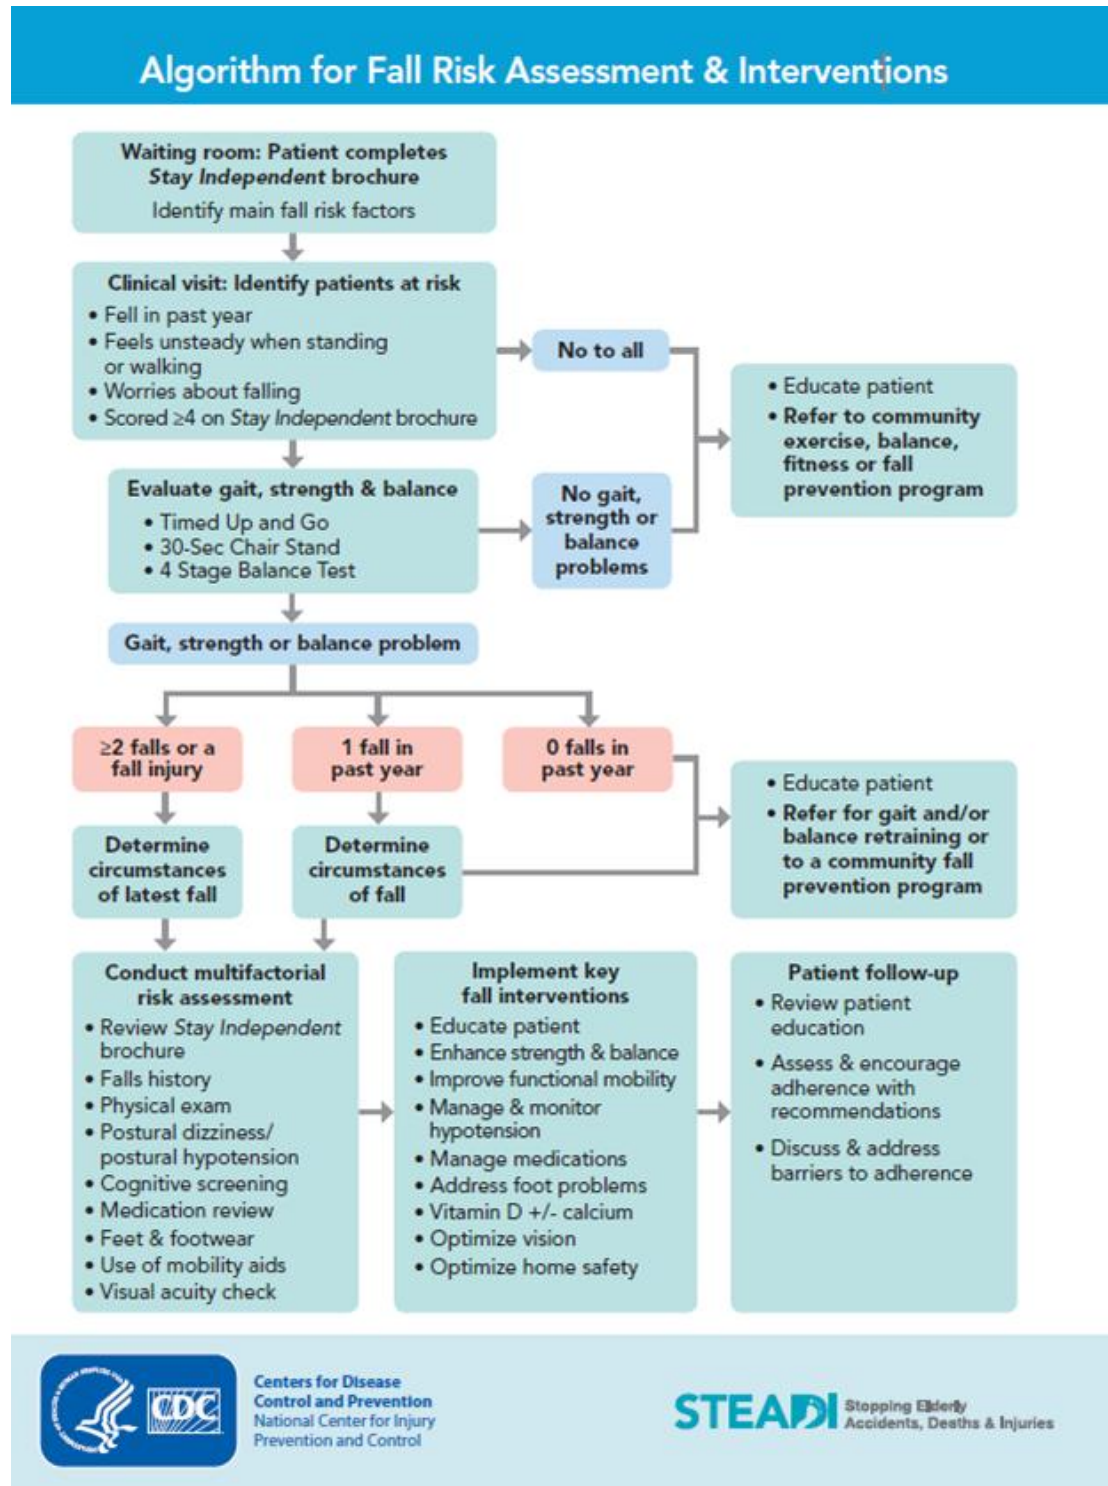 Algorithm for Fall Risk Assessment & Interventions
Waiting room: Patient completes
Stay Independent brochure
Identify main fall risk factors
Clinical visit: Identify patients at risk
• Fell in past year
• Feels unsteady when standing
or walking
• Worries about falling
• Scored ≥4 on Stay Independent brochure
No to all
• Educate patient
• Refer to community
exercise, balance,
fitness or fall
prevention program
Evaluate gait, strength & balance
• Timed Up and Go
• 30-Sec Chair Stand
• 4 Stage Balance Test
No gait,
strength or
balance
problems
Gait, strength or balance problem
≥2 falls or a
fall injury
1 fall in
past year
0 falls in
past year
Determine
circumstances
of latest fall
Determine
circumstances
of fall
• Educate patient
• Refer for gait and/or
balance retraining or
to a community fall
prevention program
Conduct multifactorial
risk assessment
• Review Stay Independent
brochure
• Falls history
• Physical exam
• Postural dizziness/
postural hypotension
• Cognitive screening
• Medication review
• Feet & footwear
• Use of mobility aids
• Visual acuity check
Implement key
fall interventions
• Educate patient
• Enhance strength & balance
• Improve functional mobility
• Manage & monitor
hypotension
• Manage medications
• Address foot problems
• Vitamin D +/- calcium
• Optimize vision
• Optimize home safety
Patient follow-up
• Review patient
education
• Assess & encourage
adherence with
recommendations
• Discuss & address
barriers to adherence
CDC
Centers for Disease
Control and Prevention
National Center for Injury
Prevention and Control
STEADI
Stopping Elderly
Accidents, Deaths & Injuries